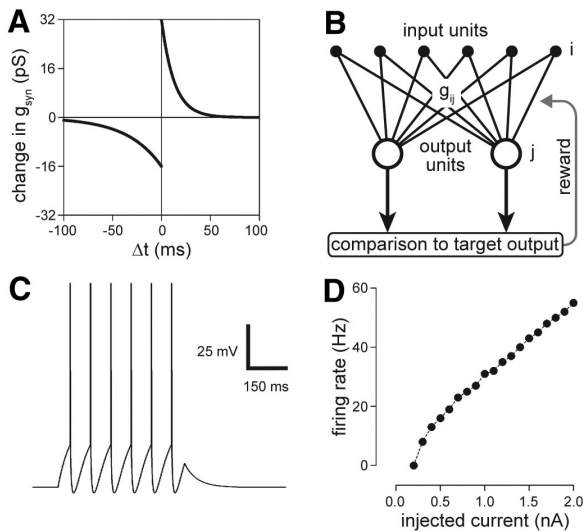 A
change in gsyn (pS)
32
16
0
-16
-32
-100
-50
0
50
100
Δt (ms)
B
input units
i
gij
output
units
j
reward
comparison to target output
C
25 mV
150 ms
D
firing rate (Hz)
60
40
20
0
0.0
0.5
1.0
1.5
2.0
injected current (nA)